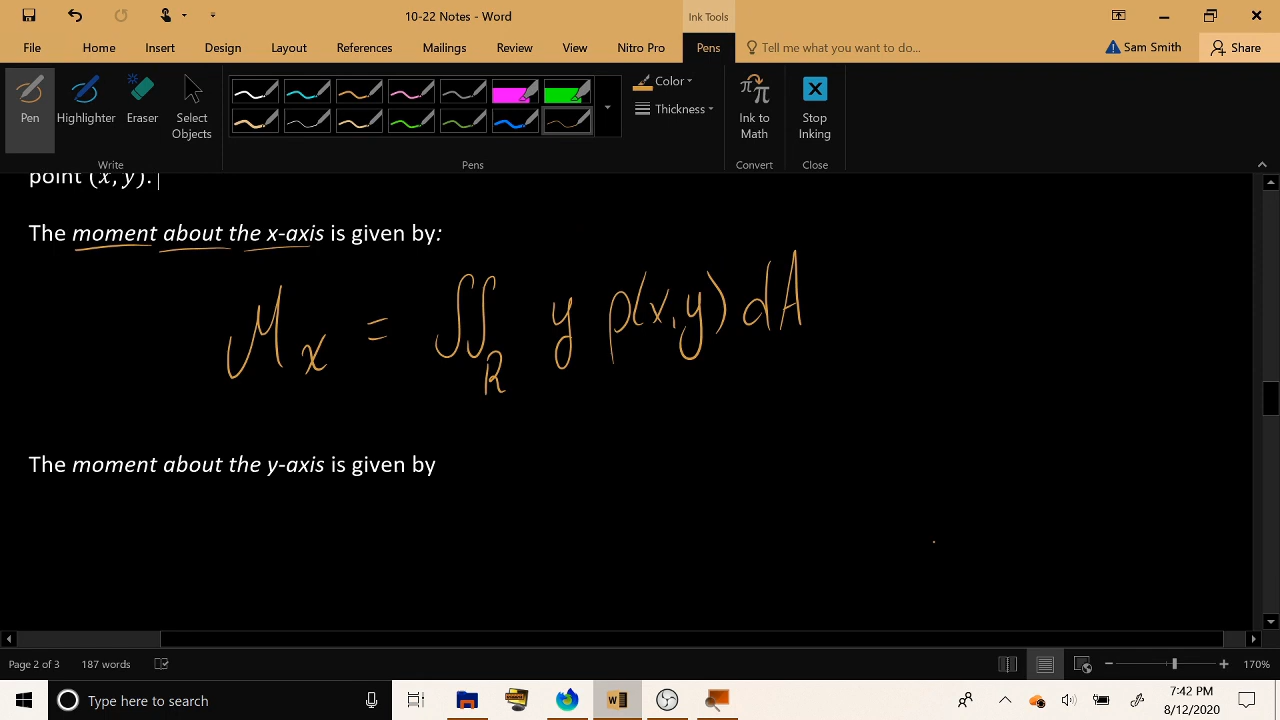 10-22 Notes - Word
Ink Tools
File Home Insert Design Layout References Mailings Review View Nitro Pro Pens Tell me what you want to do... Sam Smith Share
Pen Highlighter Eraser Select Objects
Color
Thickness
Ink to Math
Stop Inking
Write Pens Convert Close
point (x, y).
The moment about the x-axis is given by:
M_x = ∬_R y ρ(x,y) dA
The moment about the y-axis is given by
Page 2 of 3 187 words 170%
Type here to search
7:42 PM
8/12/2020